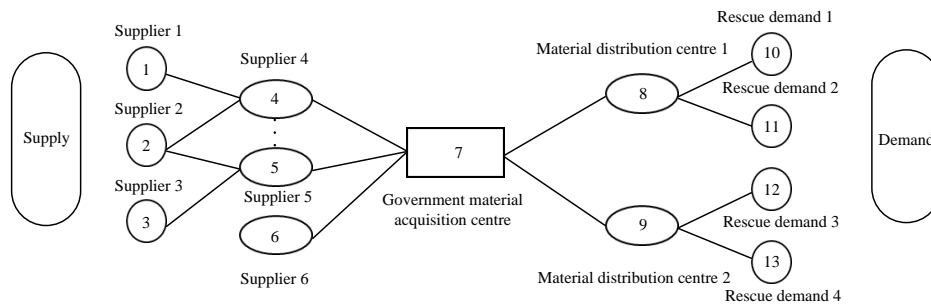 Supply
Supplier 1
1
Supplier 2
2
Supplier 3
3
Supplier 4
4
5
Supplier 5
6
Supplier 6
7
Government material
acquisition centre
Material distribution centre 1
8
9
Material distribution centre 2
Rescue demand 1
10
Rescue demand 2
11
12
Rescue demand 3
13
Rescue demand 4
Demand